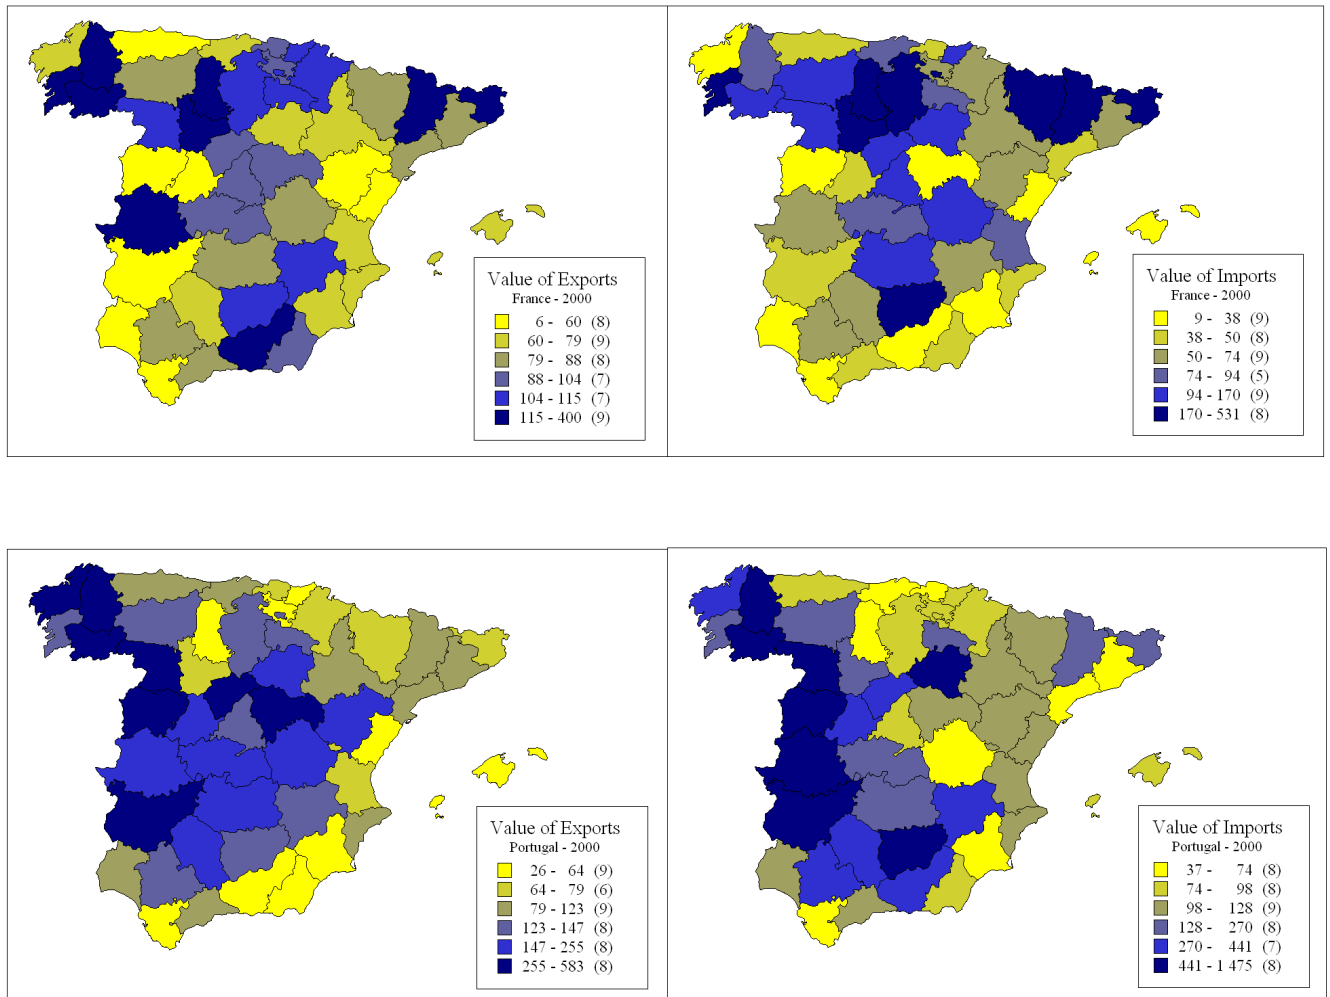 Value of Exports
France - 2000
6 - 60 (8)
60 - 79 (9)
79 - 88 (8)
88 - 104 (7)
104 - 115 (7)
115 - 400 (9)
Value of Imports
France - 2000
9 - 38 (9)
38 - 50 (8)
50 - 74 (9)
74 - 94 (5)
94 - 170 (9)
170 - 531 (8)
Value of Exports
Portugal - 2000
26 - 64 (9)
64 - 79 (6)
79 - 123 (9)
123 - 147 (8)
147 - 255 (8)
255 - 583 (8)
Value of Imports
Portugal - 2000
37 - 74 (8)
74 - 98 (8)
98 - 128 (9)
128 - 270 (8)
270 - 441 (7)
441 - 1 475 (8)